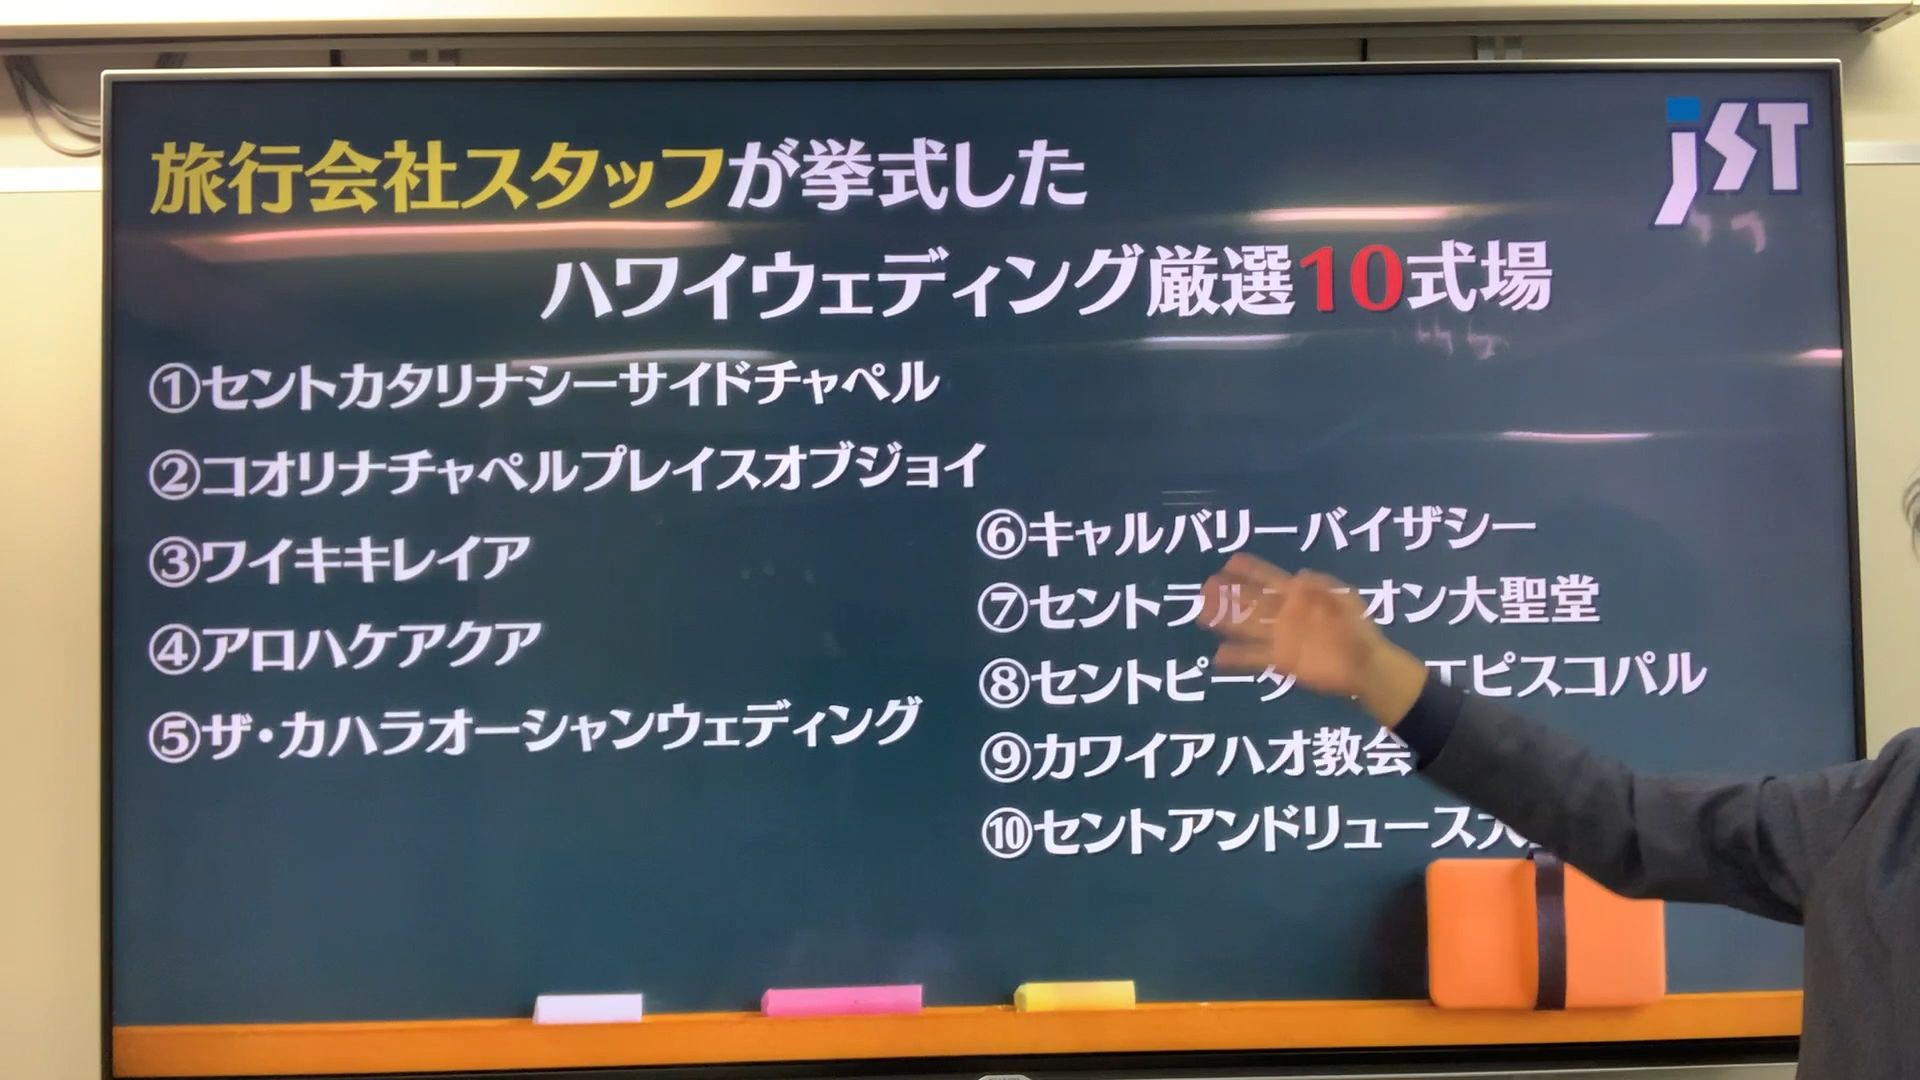 旅行会社スタッフが挙式した
jST
ハワイウェディング厳選10式場
①セントカタリナシーサイドチャペル
②コオリナチャペルプレイスオブジョイ
③ワイキキレイア
④アロハケアクア
⑤ザ・カハラオーシャンウェディング
⑥キャルバリーバイザシー
⑦セントラルユニオン大聖堂
⑧セントピータ エピスコパル
⑨カワイアハオ教会
⑩セントアンドリュース大